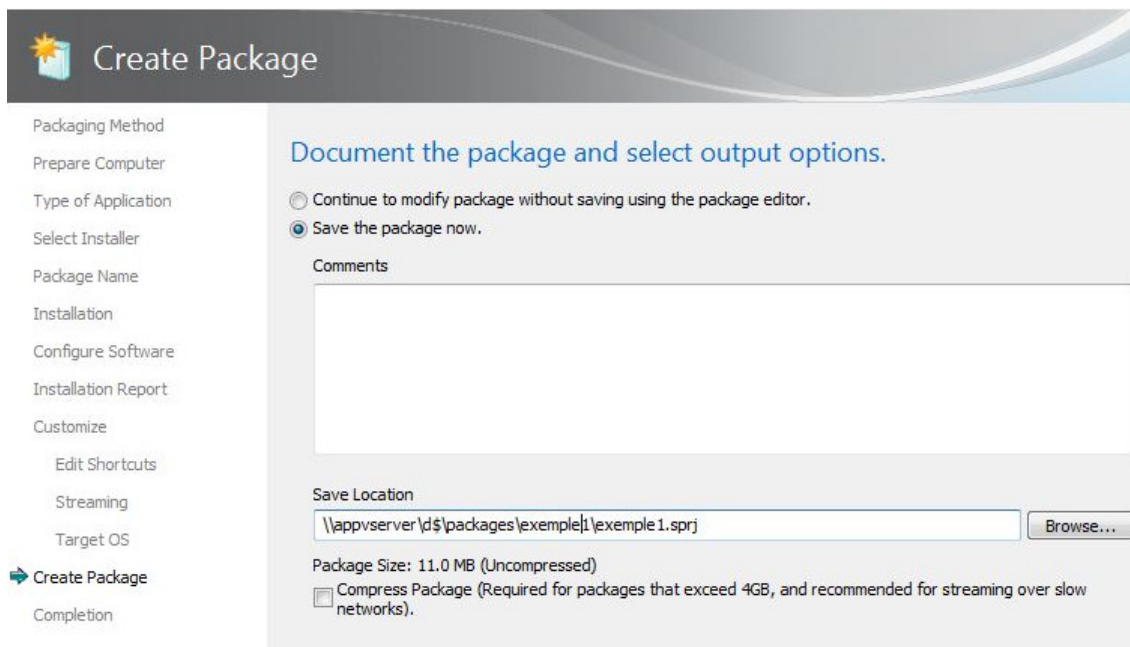 Create Package
Packaging Method
Prepare Computer
Type of Application
Select Installer
Package Name
Installation
Configure Software
Installation Report
Customize
Edit Shortcuts
Streaming
Target OS
Create Package
Completion
Document the package and select output options.
Continue to modify package without saving using the package editor.
Save the package now.
Comments
Save Location
\\appvserver\d$\packages\exemple1\exemple1.sprj
Browse...
Package Size: 11.0 MB (Uncompressed)
Compress Package (Required for packages that exceed 4GB, and recommended for streaming over slow
networks).